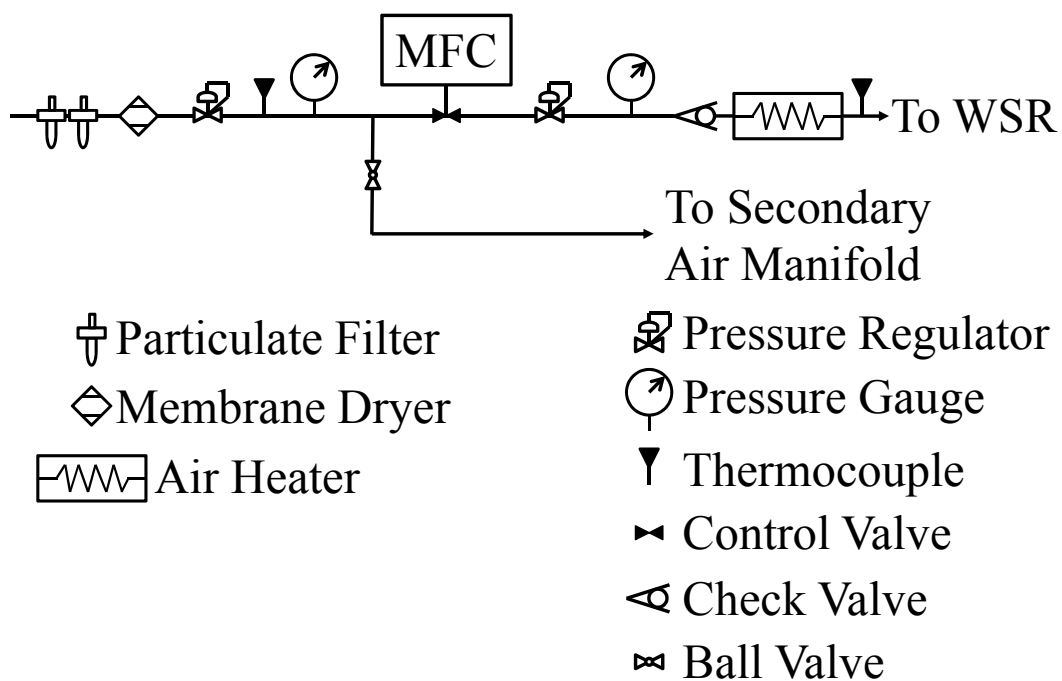 MFC
To WSR
To Secondary
Air Manifold
Particulate Filter
Membrane Dryer
Air Heater
Pressure Regulator
Pressure Gauge
Thermocouple
Control Valve
Check Valve
Ball Valve